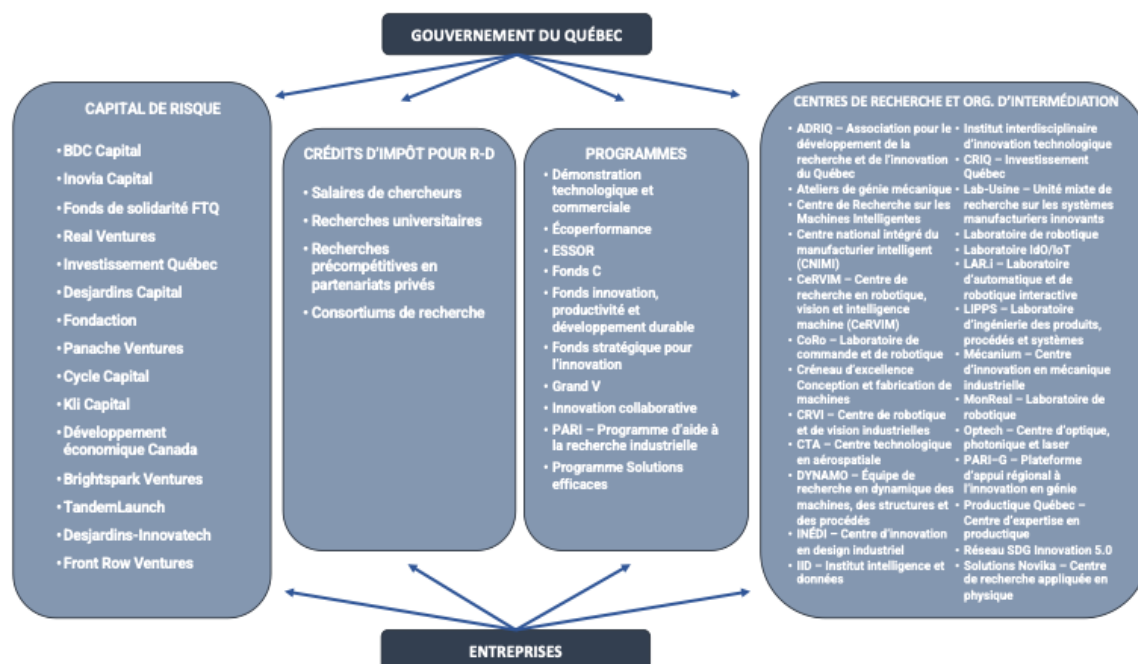 GOUVERNEMENT DU QUÉBEC
CAPITAL DE RISQUE
• BDC Capital
• Inovia Capital
• Fonds de solidarité FTQ
• Real Ventures
• Investissement Québec
• Desjardins Capital
• Fondaction
• Panache Ventures
• Cycle Capital
• Kli Capital
• Développement
économique Canada
• Brightspark Ventures
• TandemLaunch
• Desjardins-Innovatech
• Front Row Ventures
CRÉDITS D'IMPÔT POUR R-D
• Salaires de chercheurs
• Recherches universitaires
• Recherches
précompétitives en
partenariats privés
• Consortiums de recherche
PROGRAMMES
• Démonstration
technologique et
commerciale
• Écoperformance
• ESSOR
• Fonds C
• Fonds innovation,
productivité et
développement durable
• Fonds stratégique pour
l'innovation
• Grand V
• Innovation collaborative
• PARI – Programme d'aide à
la recherche industrielle
• Programme Solutions
efficaces
CENTRES DE RECHERCHE ET ORG. D'INTERMÉDIATION
• ADRIQ – Association pour le
développement de la
recherche et de l'innovation
du Québec
• Ateliers de génie mécanique
• Centre de Recherche sur les
Machines Intelligentes
• Centre national intégré du
manufacturier intelligent
(CNIMI)
• CeRVIM – Centre de
recherche en robotique,
vision et intelligence
machine (CeRVIM)
• CoRo – Laboratoire de
commande et de robotique
• Créneau d'excellence
Conception et fabrication de
machines
• CRVI – Centre de robotique
et de vision industrielles
• CTA – Centre technologique
en aérospatiale
• DYNAMO – Équipe de
recherche en dynamique des
machines, des structures et
des procédés
• INÉDI – Centre d'innovation
en design industriel
• IID – Institut intelligence et
données
• Institut interdisciplinaire
d'innovation technologique
• CRIQ – Investissement
Québec
• Lab-Usine – Unité mixte de
recherche sur les systèmes
manufacturiers innovants
• Laboratoire de robotique
• Laboratoire IdO/IoT
• LAR.i – Laboratoire
d'automatique et de
robotique interactive
• LIPPS – Laboratoire
d'ingénierie des produits,
procédés et systèmes
• Mécanium – Centre
d'innovation en mécanique
industrielle
• MonReal – Laboratoire de
robotique
• Optech – Centre d'optique,
photonique et laser
• PARI–G – Plateforme
d'appui régional à
l'innovation en génie
• Productique Québec –
Centre d'expertise en
productique
• Réseau SDG Innovation 5.0
• Solutions Novika – Centre
de recherche appliquée en
physique
ENTREPRISES